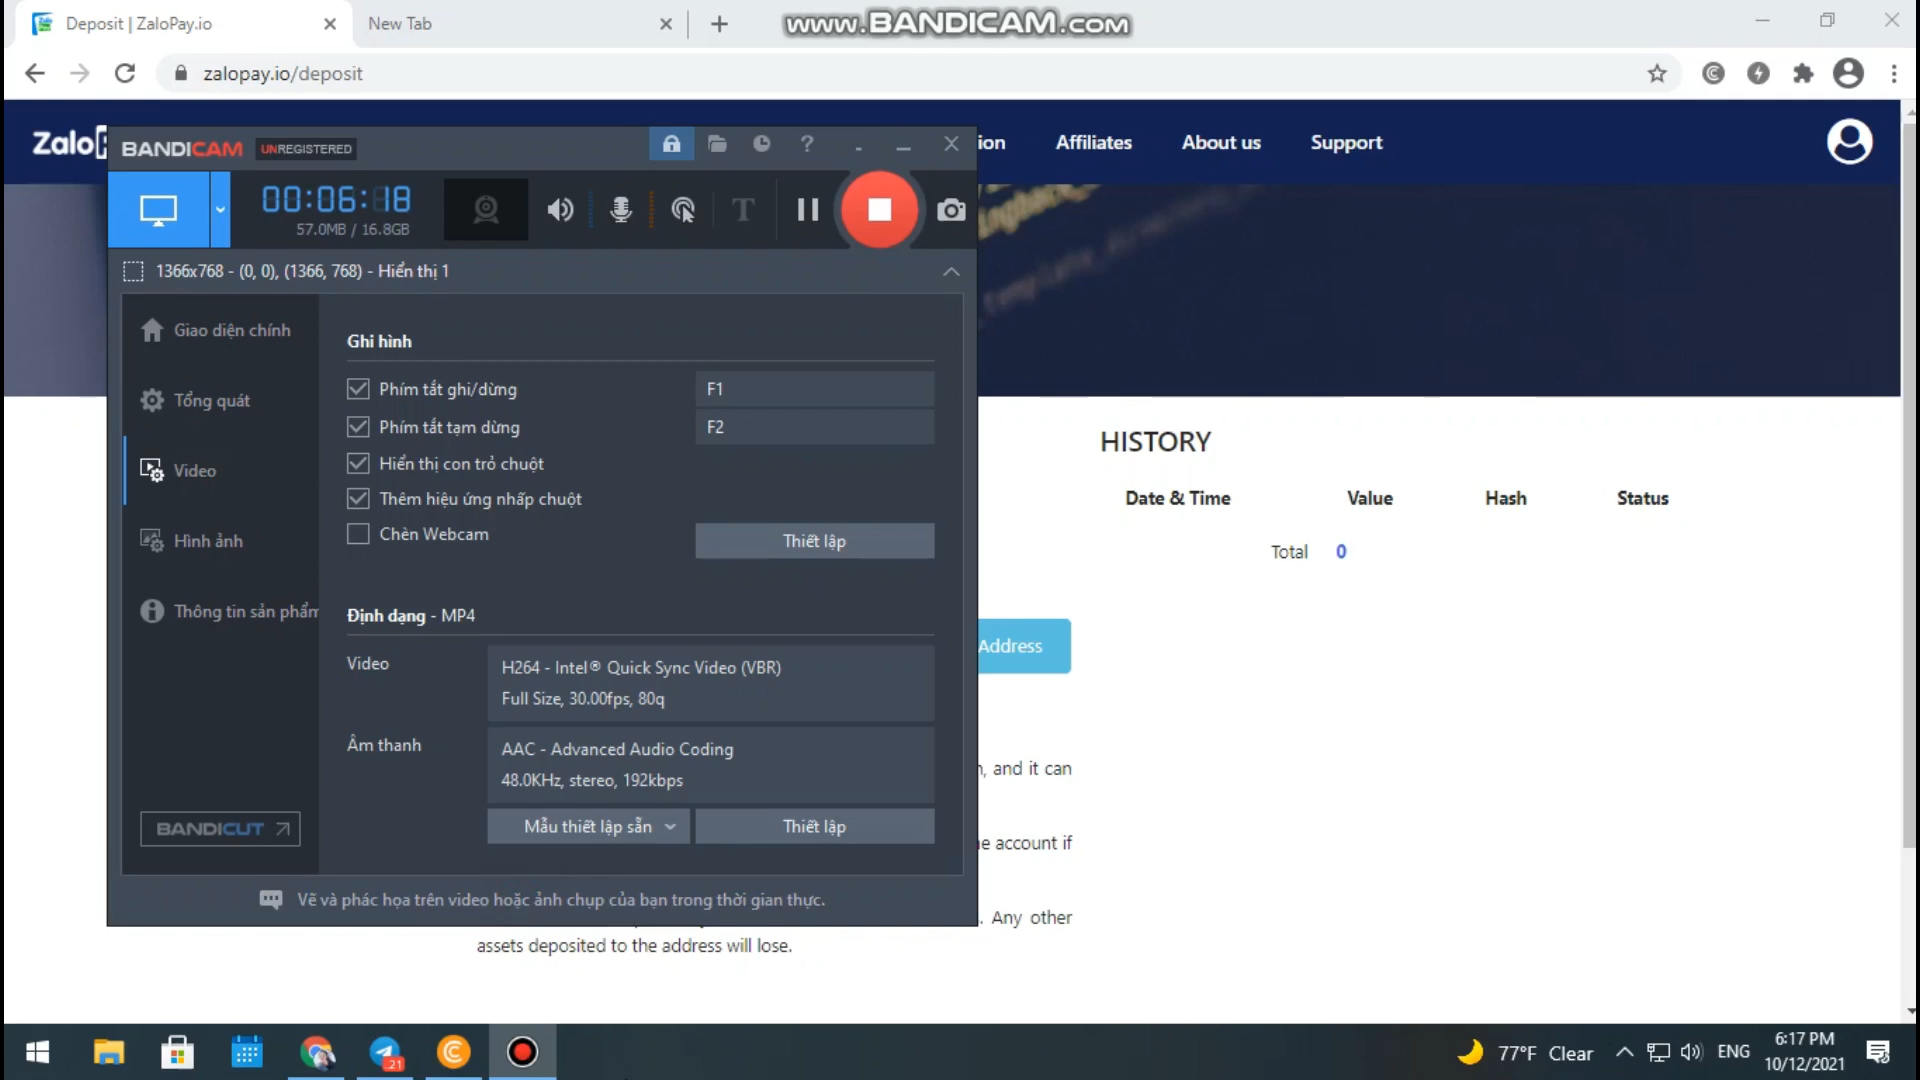 Deposit | ZaloPay.io
New Tab
www.BANDICAM.com
zalopay.io/deposit
Zalo
ion
Affiliates
About us
Support
BANDICAM
UNREGISTERED
00:06:18
57.0MB / 16.8GB
1366x768 - (0, 0), (1366, 768) - Hiển thị 1
Giao diện chính
Tổng quát
Video
Hình ảnh
Thông tin sản phẩm
BANDICUT
Ghi hình
Phím tắt ghi/dừng
F1
Phím tắt tạm dừng
F2
Hiển thị con trỏ chuột
Thêm hiệu ứng nhấp chuột
Chèn Webcam
Thiết lập
Định dạng - MP4
Video
H264 - Intel® Quick Sync Video (VBR)
Full Size, 30.00fps, 80q
Âm thanh
AAC - Advanced Audio Coding
48.0KHz, stereo, 192kbps
Mẫu thiết lập sẵn
Thiết lập
Vẽ và phác họa trên video hoặc ảnh chụp của bạn trong thời gian thực.
HISTORY
Date & Time
Value
Hash
Status
Total 0
Address
, and it can
account if
. Any other
assets deposited to the address will lose.
21
77°F Clear
ENG
6:17 PM
10/12/2021